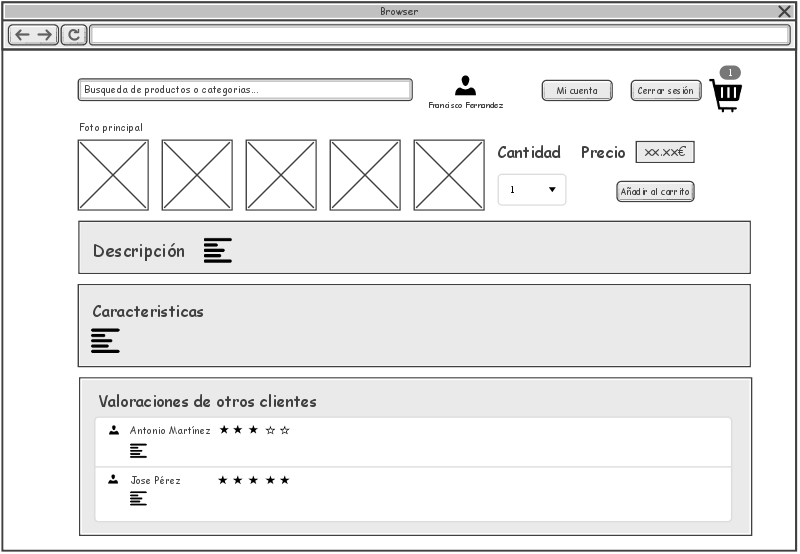 Browser
Busqueda de productos o categorias...
Francisco Fernandez
Mi cuenta
Cerrar sesión
1
Foto principal
Cantidad
Precio
xx.xx€
1
Añadir al carrito
Descripción
Caracteristicas
Valoraciones de otros clientes
Antonio Martínez
Jose Pérez